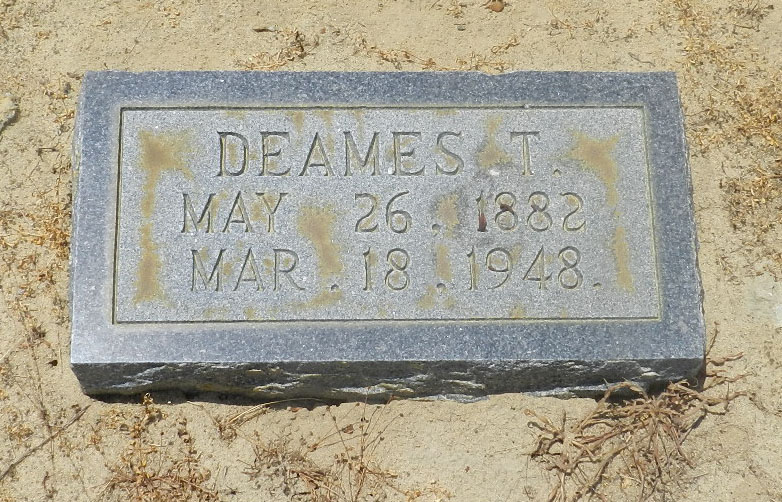 DEAMES T.
MAY 26. 1882
MAR. 18. 1948.